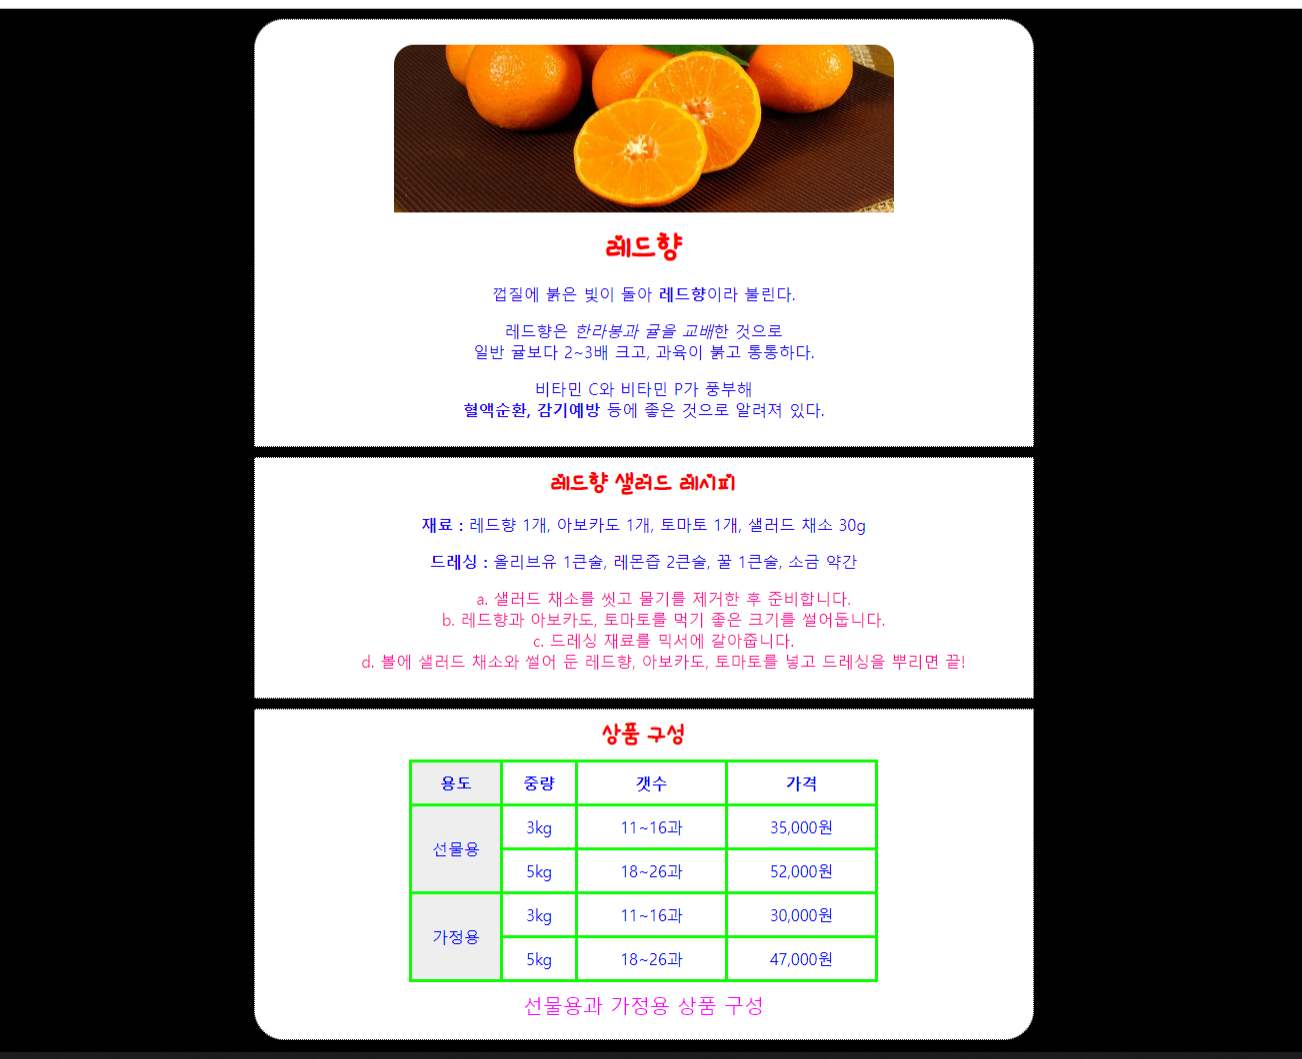 레드향
껍질에 붉은 빛이 돌아 레드향이라 불린다.
레드향은 한라봉과 귤을 교배한 것으로
일반 귤보다 2~3배 크고, 과육이 붉고 통통하다.
비타민 C와 비타민 P가 풍부해
혈액순환, 감기예방 등에 좋은 것으로 알려져 있다.
레드향 샐러드 레시피
재료 : 레드향 1개, 아보카도 1개, 토마토 1개, 샐러드 채소 30g
드레싱 : 올리브유 1큰술, 레몬즙 2큰술, 꿀 1큰술, 소금 약간
a. 샐러드 채소를 씻고 물기를 제거한 후 준비합니다.
b. 레드향과 아보카도, 토마토를 먹기 좋은 크기를 썰어둡니다.
c. 드레싱 재료를 믹서에 갈아줍니다.
d. 볼에 샐러드 채소와 썰어 둔 레드향, 아보카도, 토마토를 넣고 드레싱을 뿌리면 끝!
상품 구성
용도 중량 갯수 가격
선물용 3kg 11~16과 35,000원
5kg 18~26과 52,000원
가정용 3kg 11~16과 30,000원
5kg 18~26과 47,000원
선물용과 가정용 상품 구성